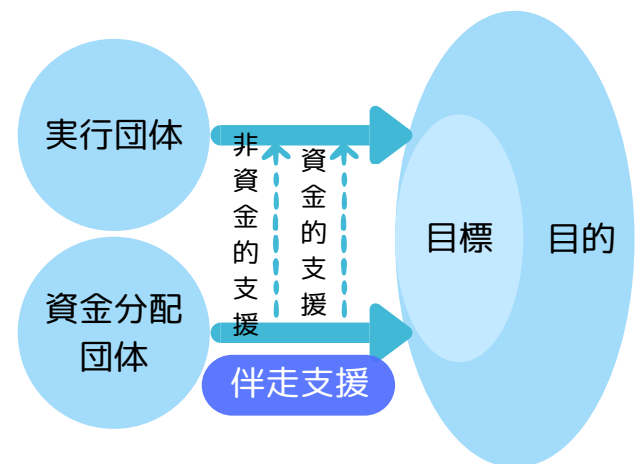 実行団体
非資金的支援
資金的支援
目標
目的
資金分配
団体
伴走支援